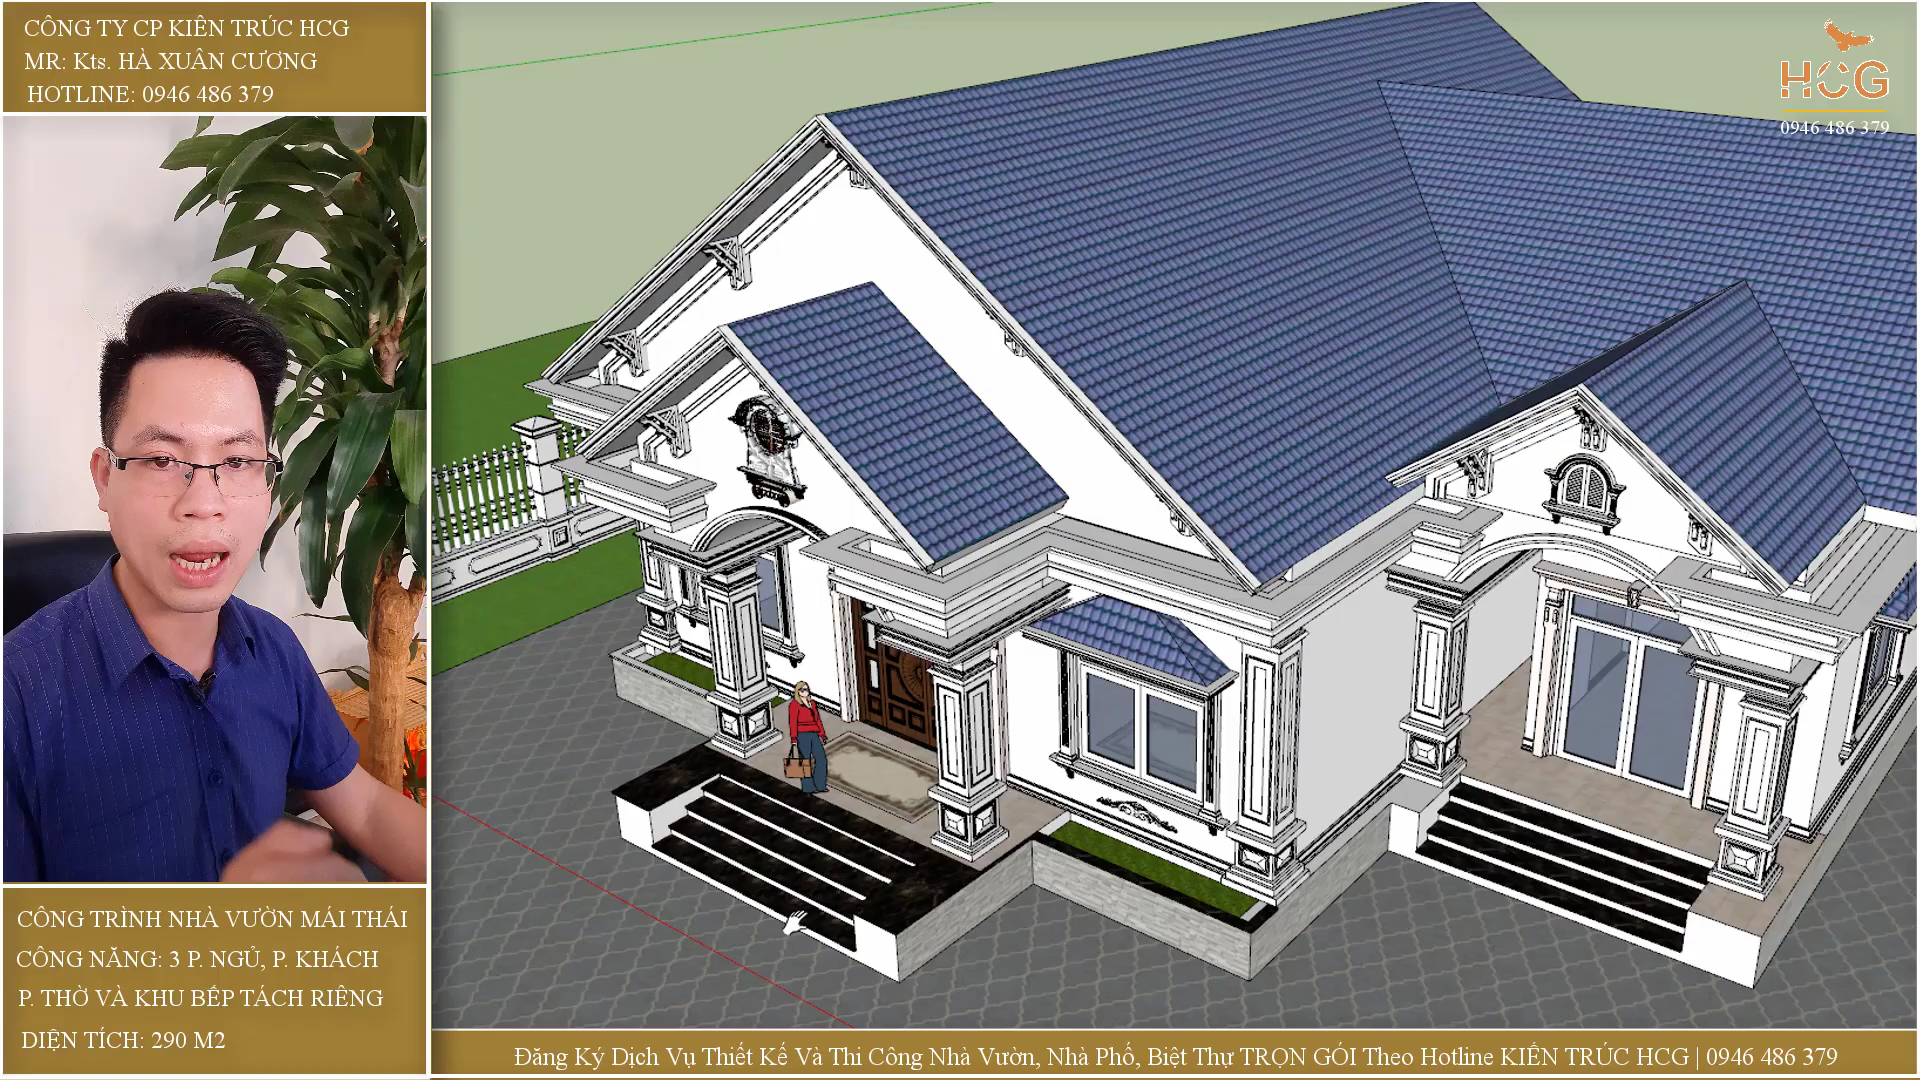 CÔNG TY CP KIẾN TRÚC HCG
MR: Kts. HÀ XUÂN CƯƠNG
HOTLINE: 0946 486 379
HCG
0946 486 379
CÔNG TRÌNH NHÀ VƯỜN MÁI THÁI
CÔNG NĂNG: 3 P. NGỦ, P. KHÁCH
P. THỜ VÀ KHU BẾP TÁCH RIÊNG
DIỆN TÍCH: 290 M2
Đăng Ký Dịch Vụ Thiết Kế Và Thi Công Nhà Vườn, Nhà Phố, Biệt Thự TRỌN GÓI Theo Hotline KIẾN TRÚC HCG | 0946 486 379